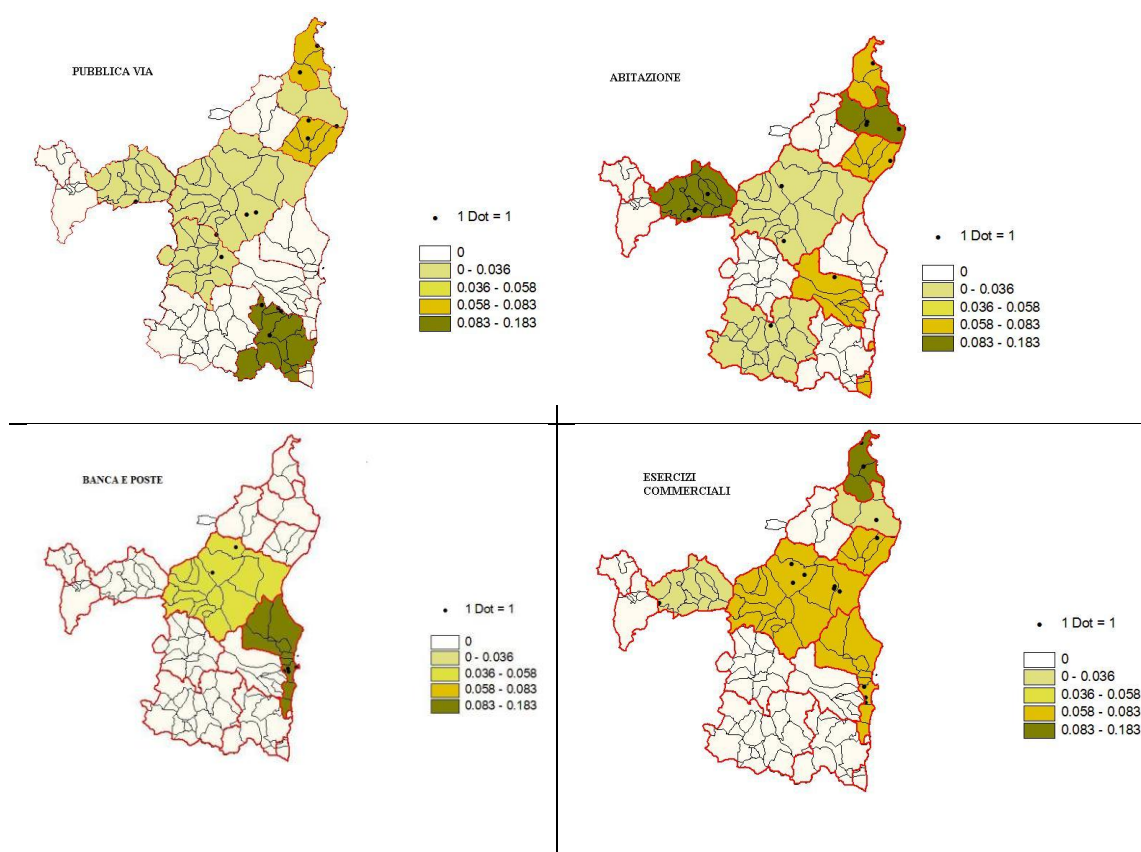 PUBBLICA VIA
1 Dot = 1
0
0 - 0.036
0.036 - 0.058
0.058 - 0.083
0.083 - 0.183
ABITAZIONE
1 Dot = 1
0
0 - 0.036
0.036 - 0.058
0.058 - 0.083
0.083 - 0.183
BANCA E POSTE
1 Dot = 1
0
0 - 0.036
0.036 - 0.058
0.058 - 0.083
0.083 - 0.183
ESERCIZI
COMMERCIALI
1 Dot = 1
0
0 - 0.036
0.036 - 0.058
0.058 - 0.083
0.083 - 0.183